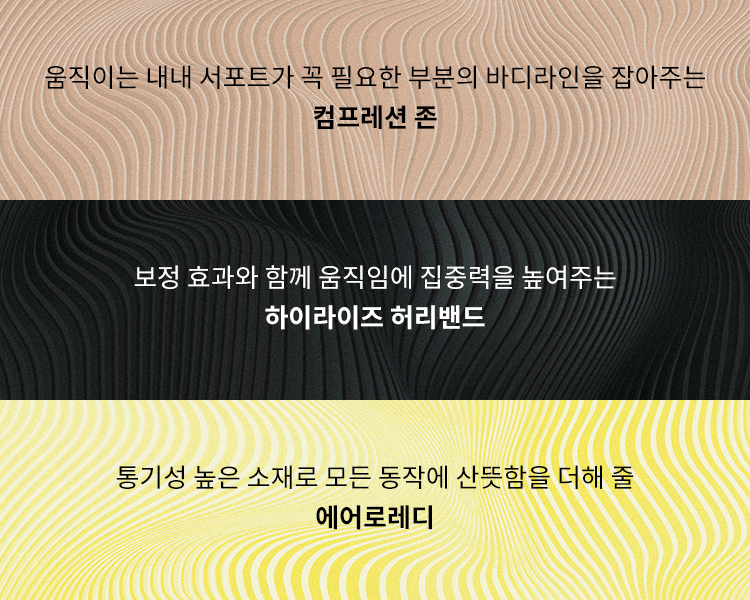 움직이는 내내 서포트가 꼭 필요한 부분의 바디라인을 잡아주는
컴프레션 존
보정 효과와 함께 움직임에 집중력을 높여주는
하이라이즈 허리밴드
통기성 높은 소재로 모든 동작에 산뜻함을 더해 줄
에어로레디